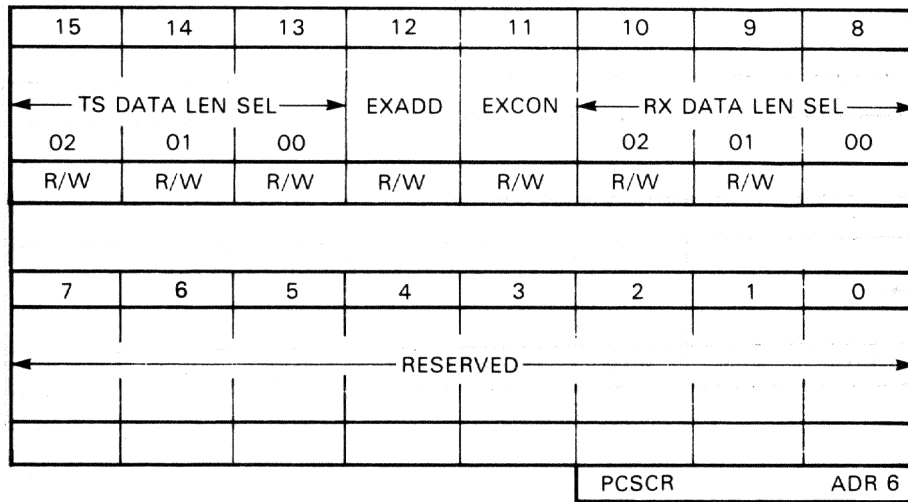 15 14 13 12 11 10 9 8
TS DATA LEN SEL EXADD EXCON RX DATA LEN SEL
02 01 00 02 01 00
R/W R/W R/W R/W R/W R/W R/W
7 6 5 4 3 2 1 0
RESERVED
PCSCR ADR 6